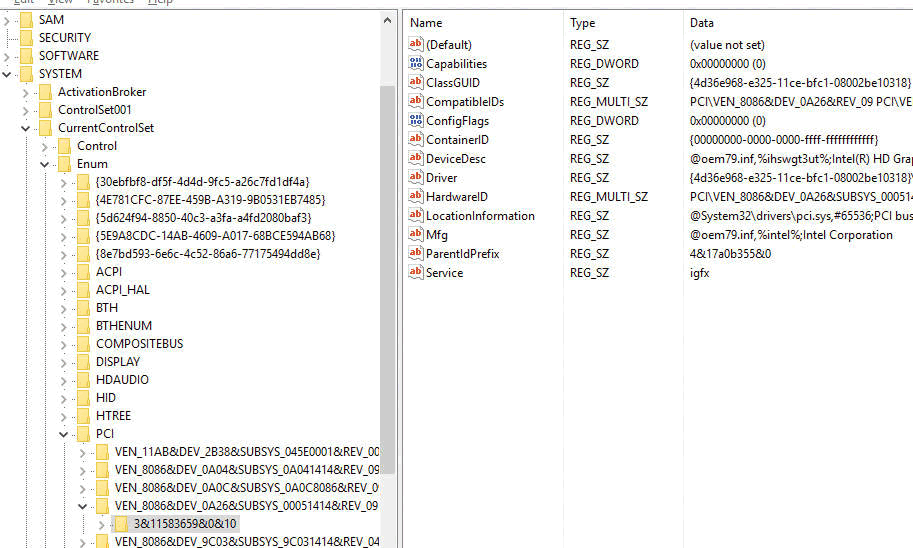 Edit View Favorites Help
SAM
SECURITY
SOFTWARE
SYSTEM
ActivationBroker
ControlSet001
CurrentControlSet
Control
Enum
{30ebfbf8-df5f-4d4d-9fc5-a26c7fd1df4a}
{4E781CFC-87EE-459B-A319-9B0531EB7485}
{5d624f94-8850-40c3-a3fa-a4fd2080baf3}
{5E9A8CDC-14AB-4609-A017-68BCE594AB68}
{8e7bd593-6e6c-4c52-86a6-77175494dd8e}
ACPI
ACPI_HAL
BTH
BTHENUM
COMPOSITEBUS
DISPLAY
HDAUDIO
HID
HTREE
PCI
VEN_11AB&DEV_2B38&SUBSYS_045E0001&REV_00
VEN_8086&DEV_0A04&SUBSYS_0A041414&REV_09
VEN_8086&DEV_0A0C&SUBSYS_0A0C8086&REV_09
VEN_8086&DEV_0A26&SUBSYS_00051414&REV_09
3&11583659&0&10
VEN_8086&DEV_9C03&SUBSYS_9C031414&REV_04
Name Type Data
(Default) REG_SZ (value not set)
Capabilities REG_DWORD 0x00000000 (0)
ClassGUID REG_SZ {4d36e968-e325-11ce-bfc1-08002be10318}
CompatibleIDs REG_MULTI_SZ PCI\VEN_8086&DEV_0A26&REV_09 PCI\VE
ConfigFlags REG_DWORD 0x00000000 (0)
ContainerID REG_SZ {00000000-0000-0000-ffff-ffffffffffff}
DeviceDesc REG_SZ @oem79.inf,%ihswgt3ut%;Intel(R) HD Grap
Driver REG_SZ {4d36e968-e325-11ce-bfc1-08002be10318}\
HardwareID REG_MULTI_SZ PCI\VEN_8086&DEV_0A26&SUBSYS_00051
LocationInformation REG_SZ @System32\drivers\pci.sys,#65536;PCI bus
Mfg REG_SZ @oem79.inf,%intel%;Intel Corporation
ParentIdPrefix REG_SZ 4&17a0b355&0
Service REG_SZ igfx